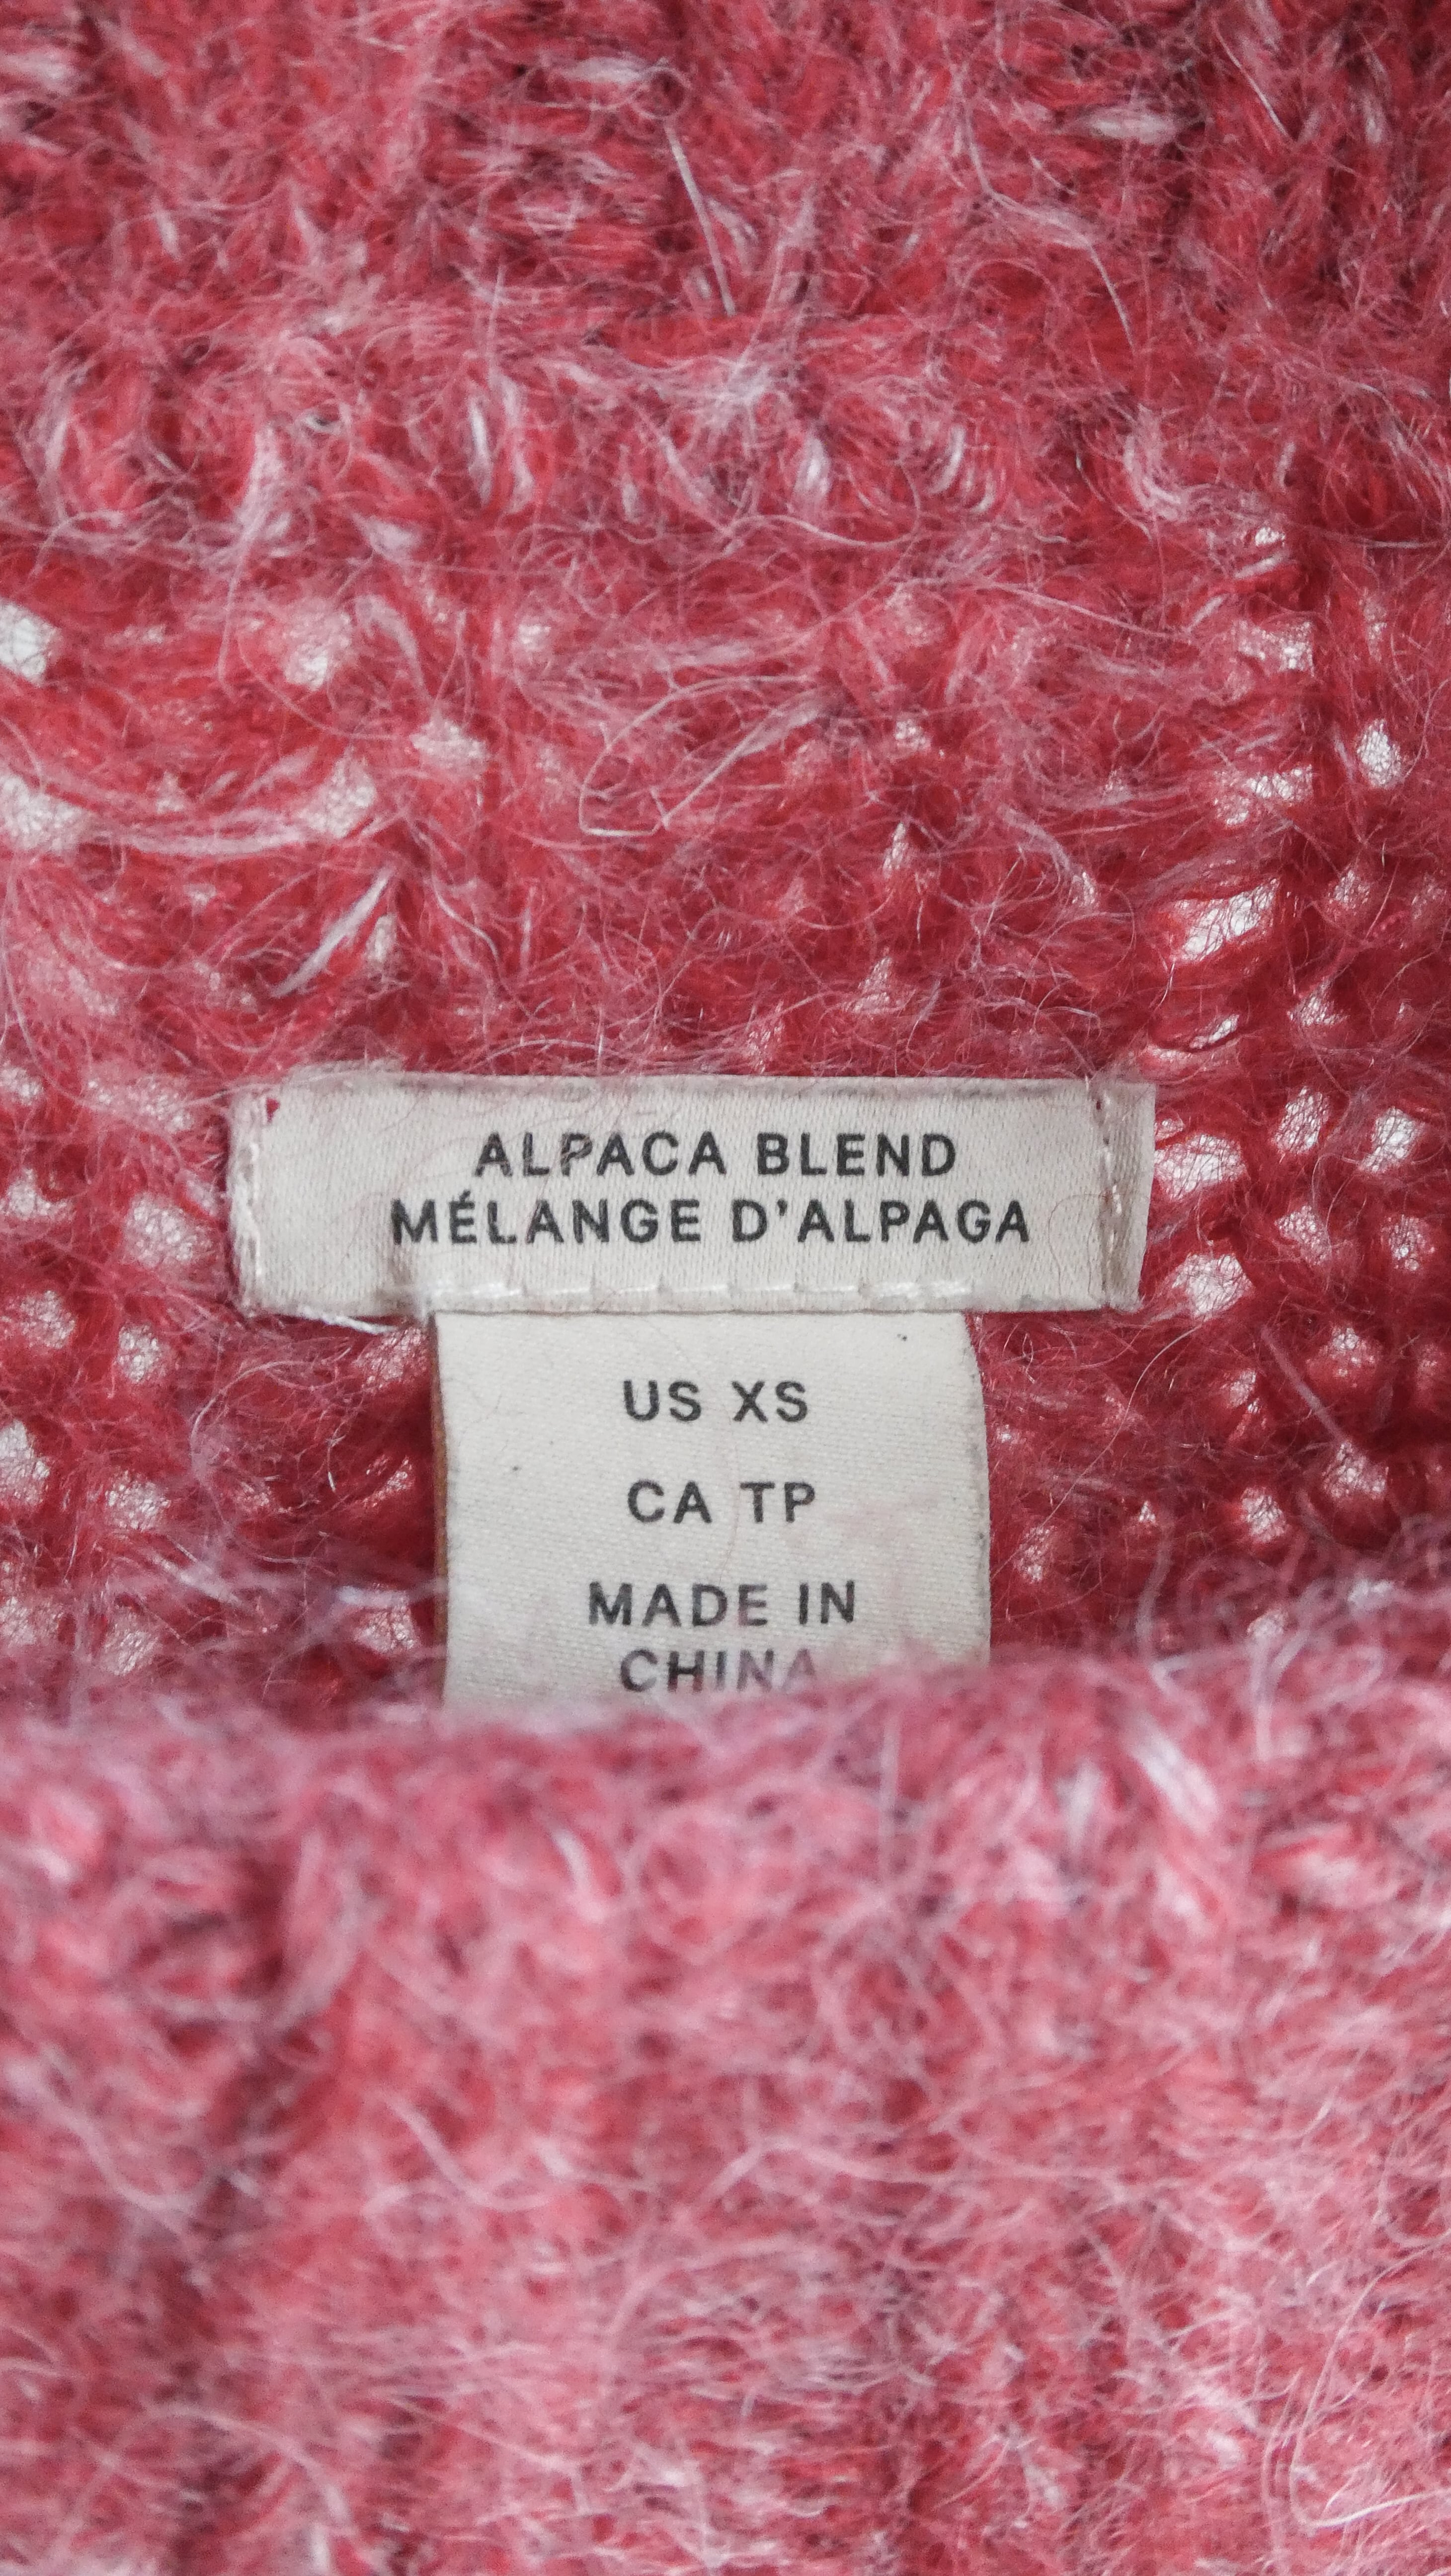 ALPACA BLEND
MÉLANGE D'ALPAGA
US XS
CA TP
MADE IN
CHINA